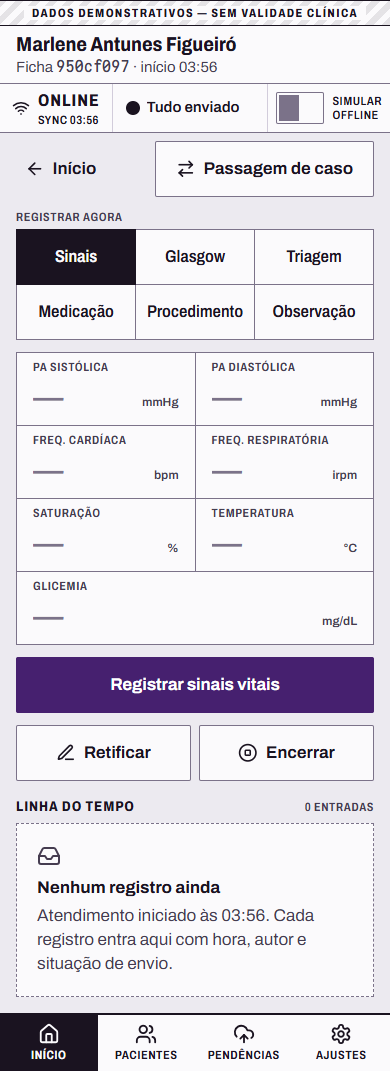 DADOS DEMONSTRATIVOS — SEM VALIDADE CLÍNICA
Marlene Antunes Figueiró
Ficha 950cf097 · início 03:56
ONLINE
SYNC 03:56
Tudo enviado
SIMULAR
OFFLINE
Início
Passagem de caso
REGISTRAR AGORA
Sinais
Glasgow
Triagem
Medicação
Procedimento
Observação
PA SISTÓLICA
PA DIASTÓLICA
— mmHg
— mmHg
FREQ. CARDÍACA
FREQ. RESPIRATÓRIA
— bpm
— irpm
SATURAÇÃO
TEMPERATURA
— %
— °C
GLICEMIA
— mg/dL
Registrar sinais vitais
Retificar
Encerrar
LINHA DO TEMPO
0 ENTRADAS
Nenhum registro ainda
Atendimento iniciado às 03:56. Cada
registro entra aqui com hora, autor e
situação de envio.
INÍCIO
PACIENTES
PENDÊNCIAS
AJUSTES